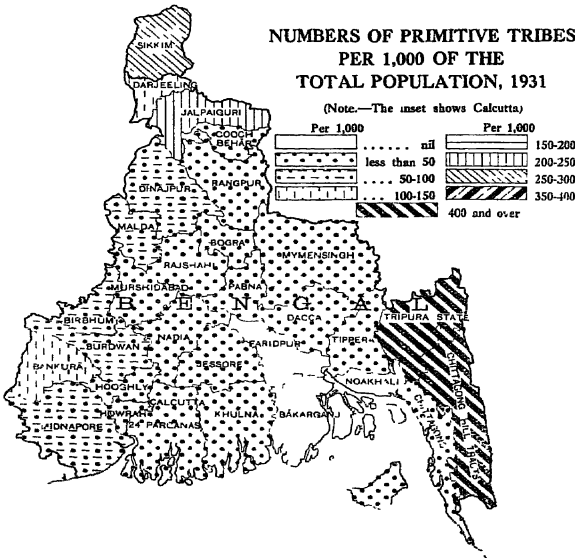 NUMBERS OF PRIMITIVE TRIBES
PER 1,000 OF THE
TOTAL POPULATION, 1931
(Note.—The inset shows Calcutta)
Per 1,000 Per 1,000
..... nil 150-200
less than 50 200-250
.... 50-100 250-300
100-150 350-400
400 and over
SIKKIM
DARJEELING
JALPAIGURI
COOCH
BEHAR
RANGPUR
DINAJPUR
MALDA
BOGRA
MYMENSINGH
RAJSHAHI
MURSHIDABAD
PABNA
BENGAL
BIRBHUM
DACCA
TRIPURA STATE
NADIA
FARIDPUR
TIPPERA
BURDWAN
BANKURA
JESSORE
NOAKHALI
HOOGHLY
CALCUTTA
HOWRAH
KHULNA
BAKARGANJ
MIDNAPORE
24 PARGANAS
CHITTAGONG
CHITTAGONG HILL TRACTS